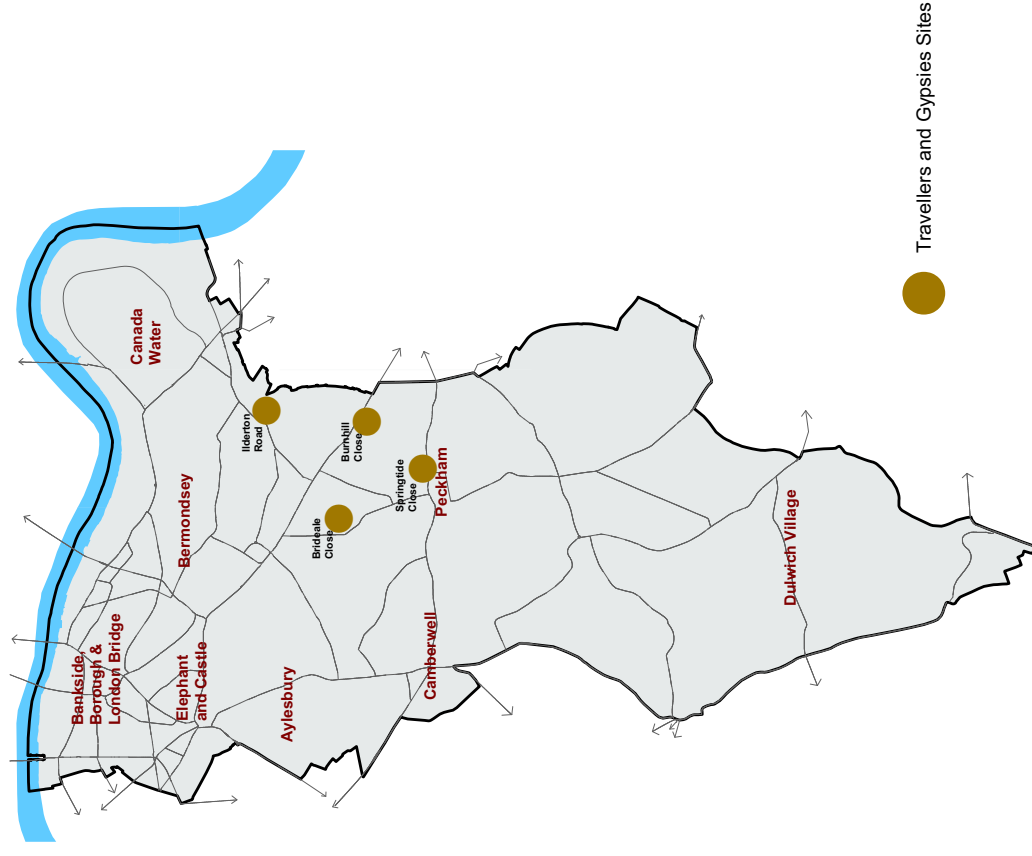 Canada
Water
Bermondsey
Bankside,
Borough &
London Bridge
Elephant
and Castle
Aylesbury
Ilderton
Road
Burnhill
Close
Brideale
Close
Springtide
Close
Peckham
Camberwell
Dulwich Village
Travellers and Gypsies Sites